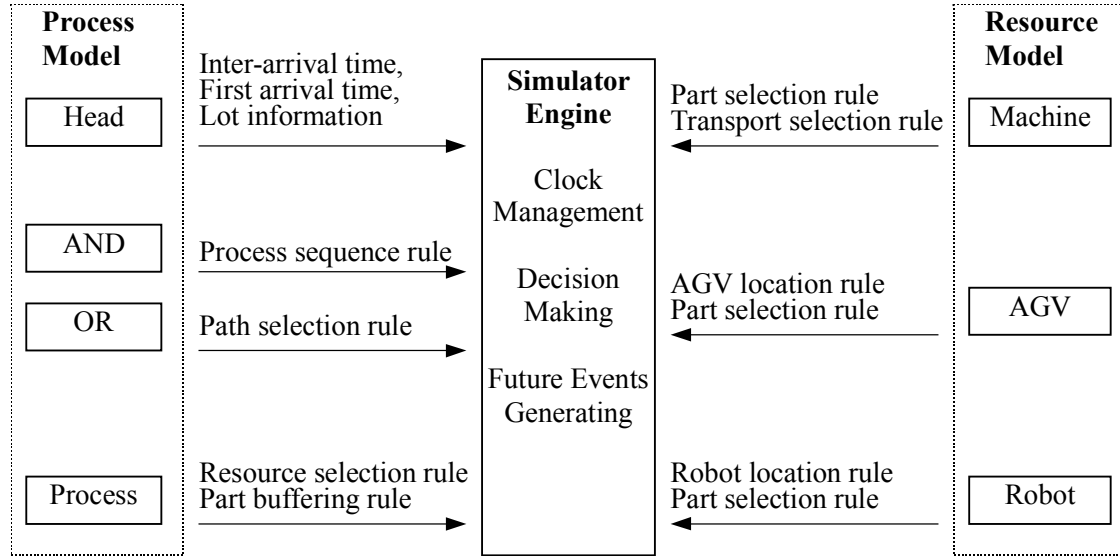 Process
Model
Head
AND
OR
Process
Inter-arrival time,
First arrival time,
Lot information
Process sequence rule
Path selection rule
Resource selection rule
Part buffering rule
Simulator
Engine
Clock
Management
Decision
Making
Future Events
Generating
Part selection rule
Transport selection rule
AGV location rule
Part selection rule
Robot location rule
Part selection rule
Resource
Model
Machine
AGV
Robot